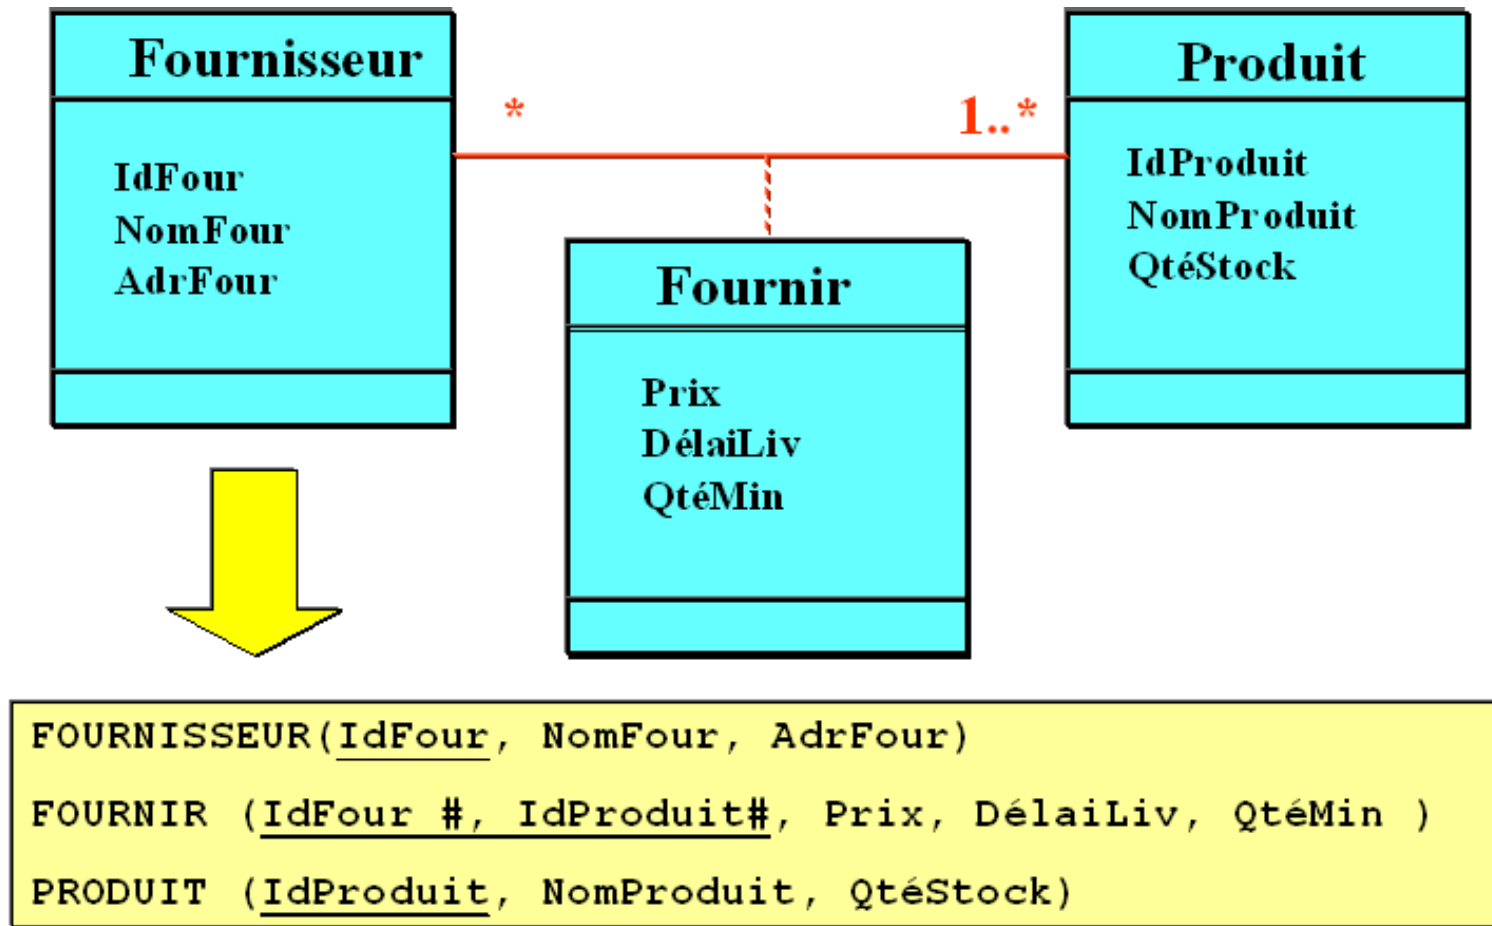 Fournisseur
IdFour
NomFour
AdrFour
*
1..*
Produit
IdProduit
NomProduit
QtéStock
Fournir
Prix
DélaiLiv
QtéMin
FOURNISSEUR(IdFour, NomFour, AdrFour)
FOURNIR (IdFour #, IdProduit#, Prix, DélaiLiv, QtéMin )
PRODUIT (IdProduit, NomProduit, QtéStock)